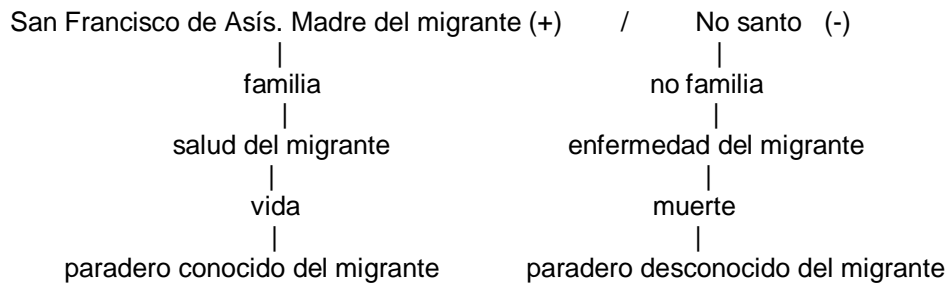 San Francisco de Asís. Madre del migrante (+) / No santo (-)
| |
familia no familia
| |
salud del migrante enfermedad del migrante
| |
vida muerte
| |
paradero conocido del migrante paradero desconocido del migrante